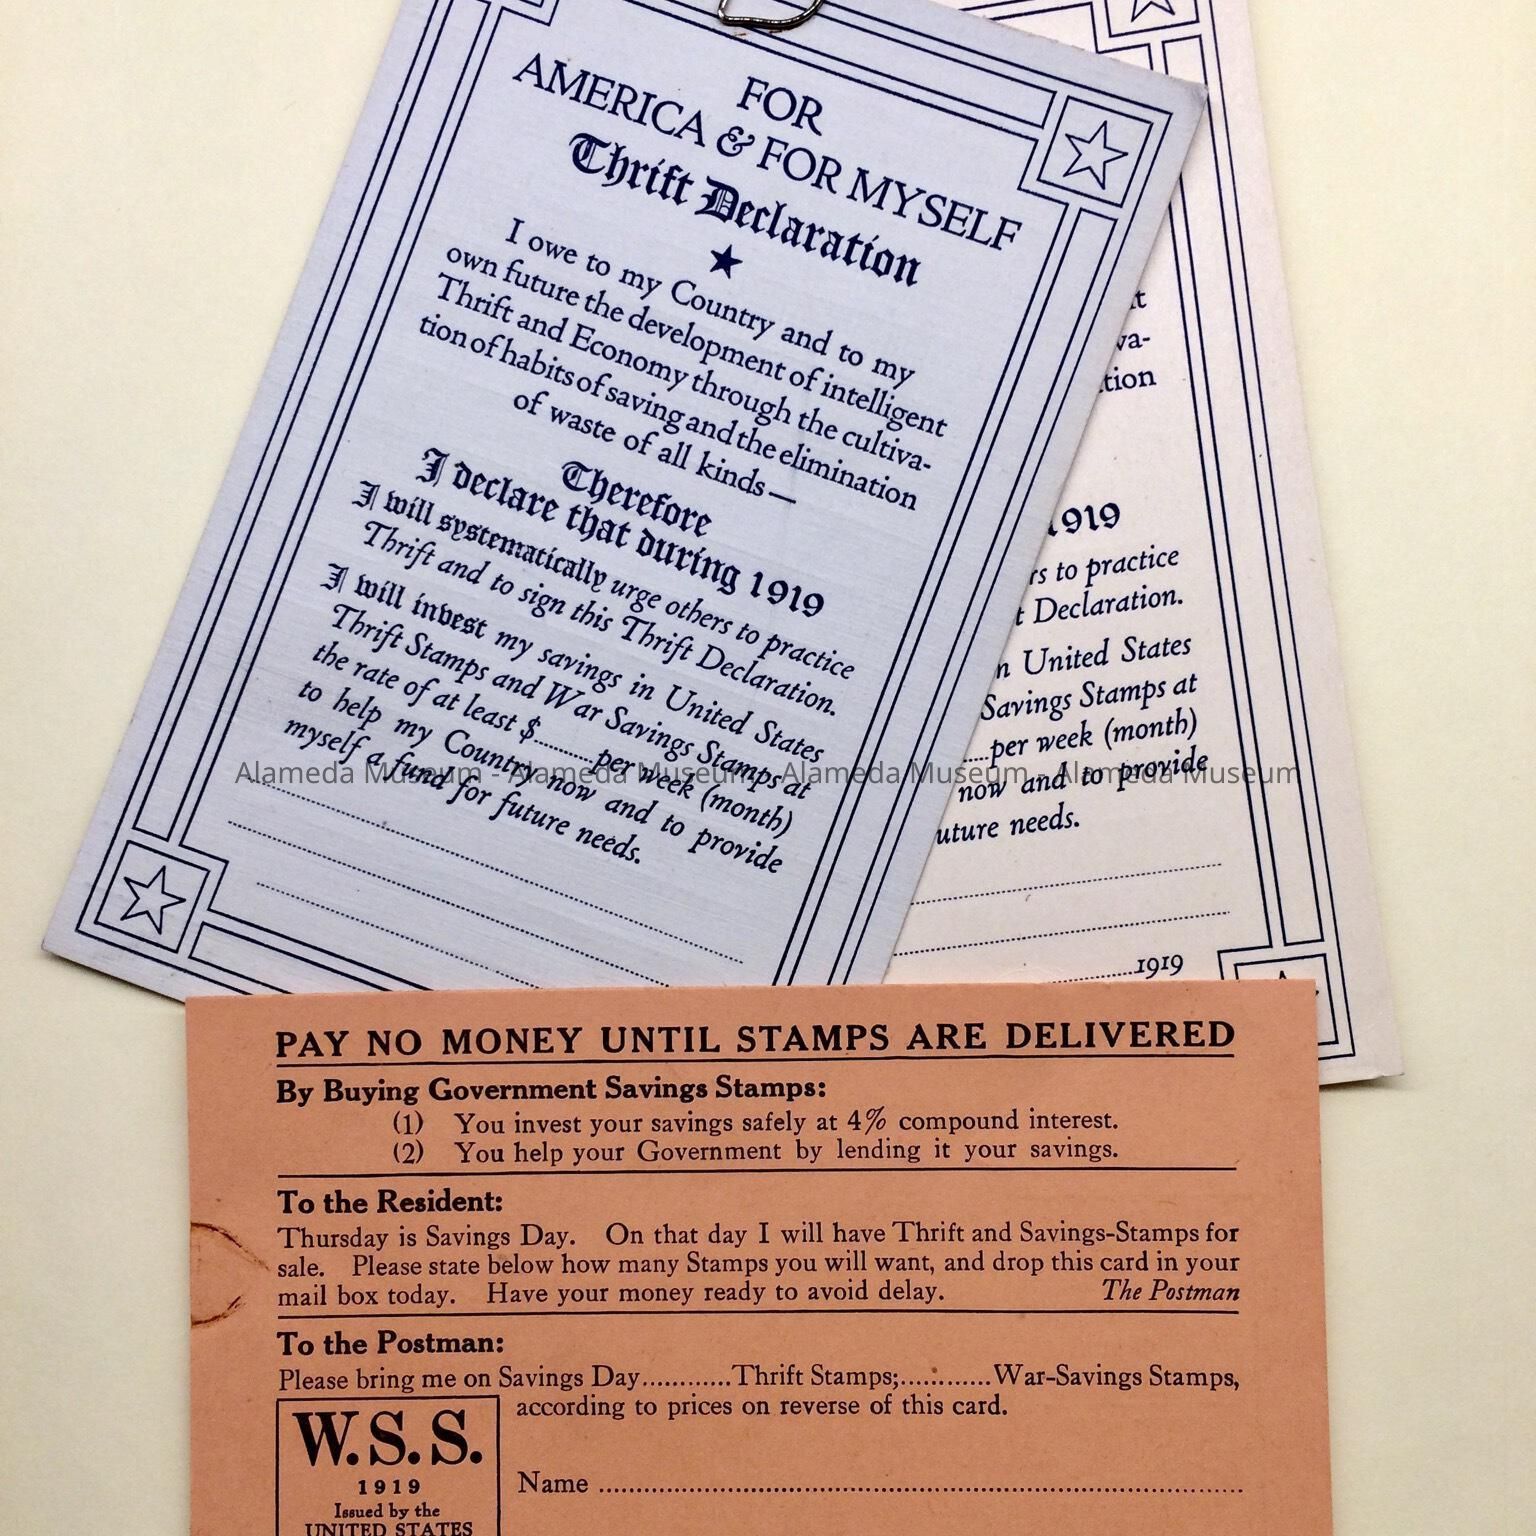 FOR
AMERICA & FOR MYSELF
Thrift Declaration
I owe to my Country and to my
own future the development of intelligent
Thrift and Economy through the cultiva-
tion of habits of saving and the elimination
of waste of all kinds—
Therefore
I declare that during 1919
I will systematically urge others to practice
Thrift and to sign this Thrift Declaration.
I will invest my savings in United States
Thrift Stamps and War Savings Stamps at
the rate of at least $..........per week (month)
to help my Country now and to provide
myself a fund for future needs.
va-
tion
1919
rs to practice
t Declaration.
n United States
Savings Stamps at
....per week (month)
now and to provide
uture needs.
1919
Alameda Museum - Alameda Museum - Alameda Museum - Alameda Museum
PAY NO MONEY UNTIL STAMPS ARE DELIVERED
By Buying Government Savings Stamps:
(1) You invest your savings safely at 4% compound interest.
(2) You help your Government by lending it your savings.
To the Resident:
Thursday is Savings Day. On that day I will have Thrift and Savings-Stamps for
sale. Please state below how many Stamps you will want, and drop this card in your
mail box today. Have your money ready to avoid delay. The Postman
To the Postman:
Please bring me on Savings Day............Thrift Stamps;............War-Savings Stamps,
according to prices on reverse of this card.
W.S.S.
1919
Issued by the
UNITED STATES
Name